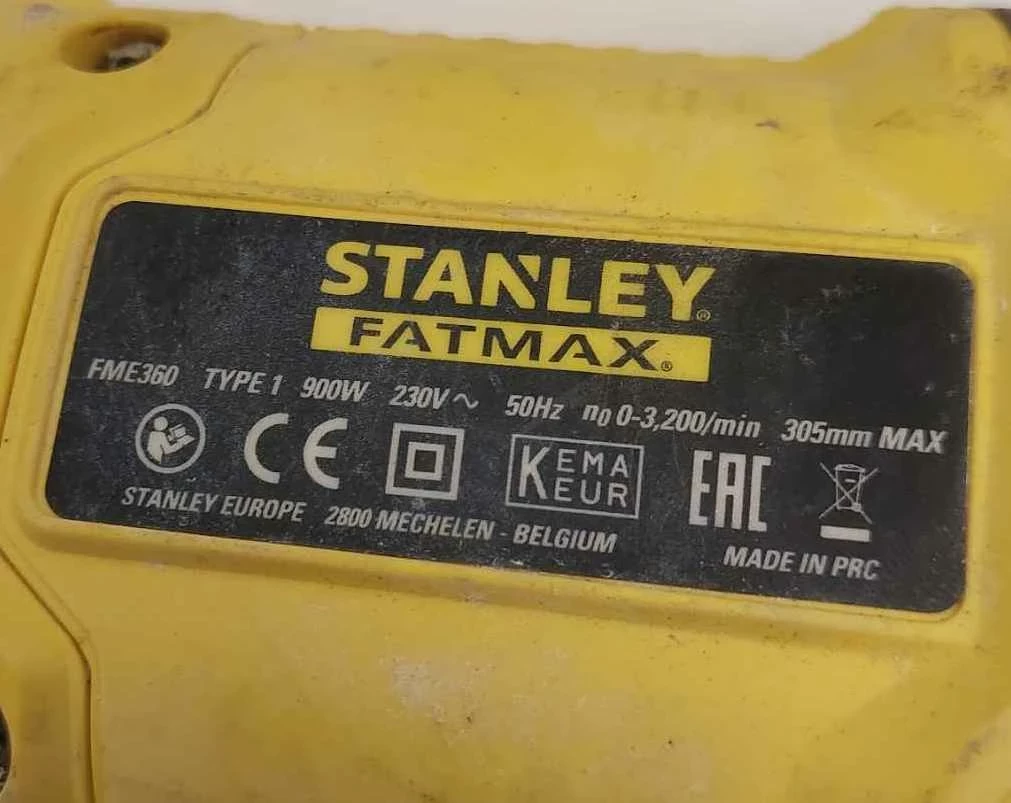 STANLEY®
FATMAX®
FME360 TYPE 1 900W 230V ~ 50Hz n0 0-3,200/min 305mm MAX
CE KEMA EAC
KEUR
STANLEY EUROPE 2800 MECHELEN - BELGIUM MADE IN PRC